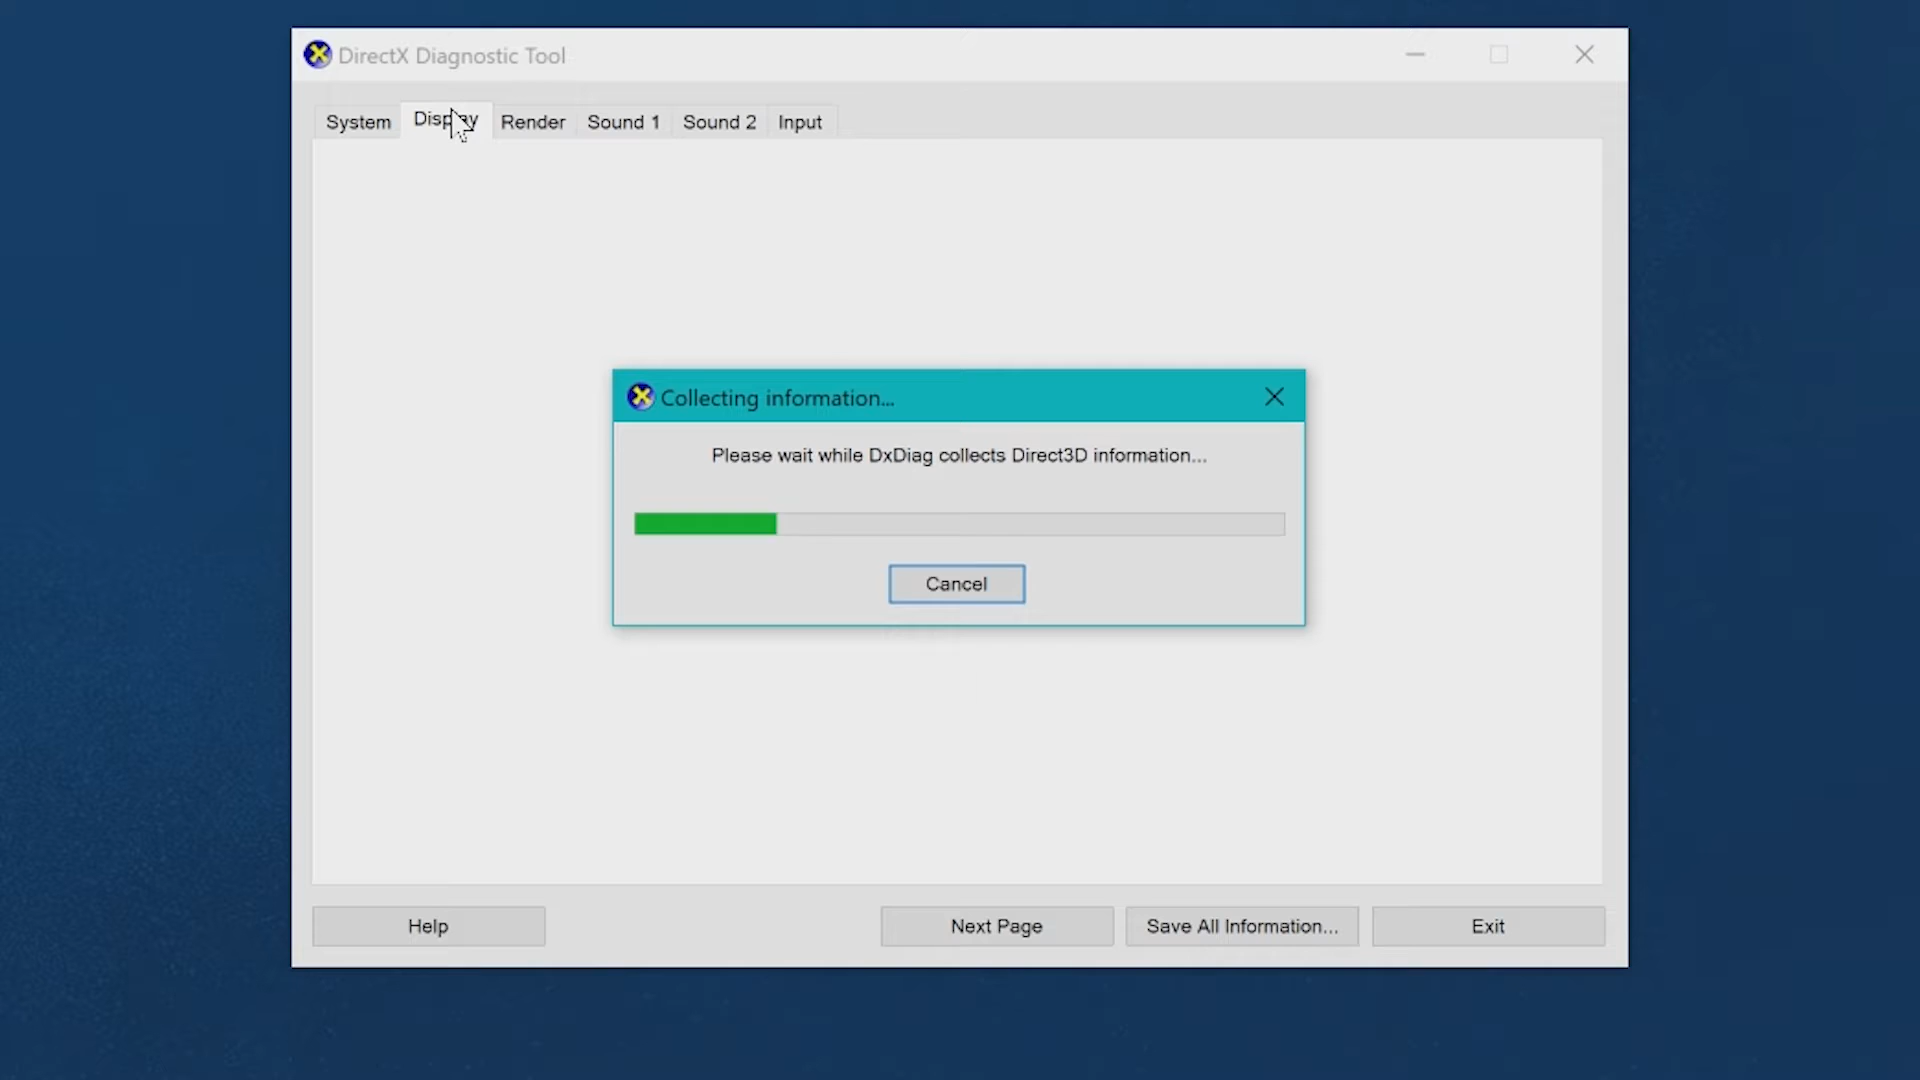 DirectX Diagnostic Tool
System Display Render Sound 1 Sound 2 Input
Collecting information...
Please wait while DxDiag collects Direct3D information...
Cancel
Help Next Page Save All Information... Exit